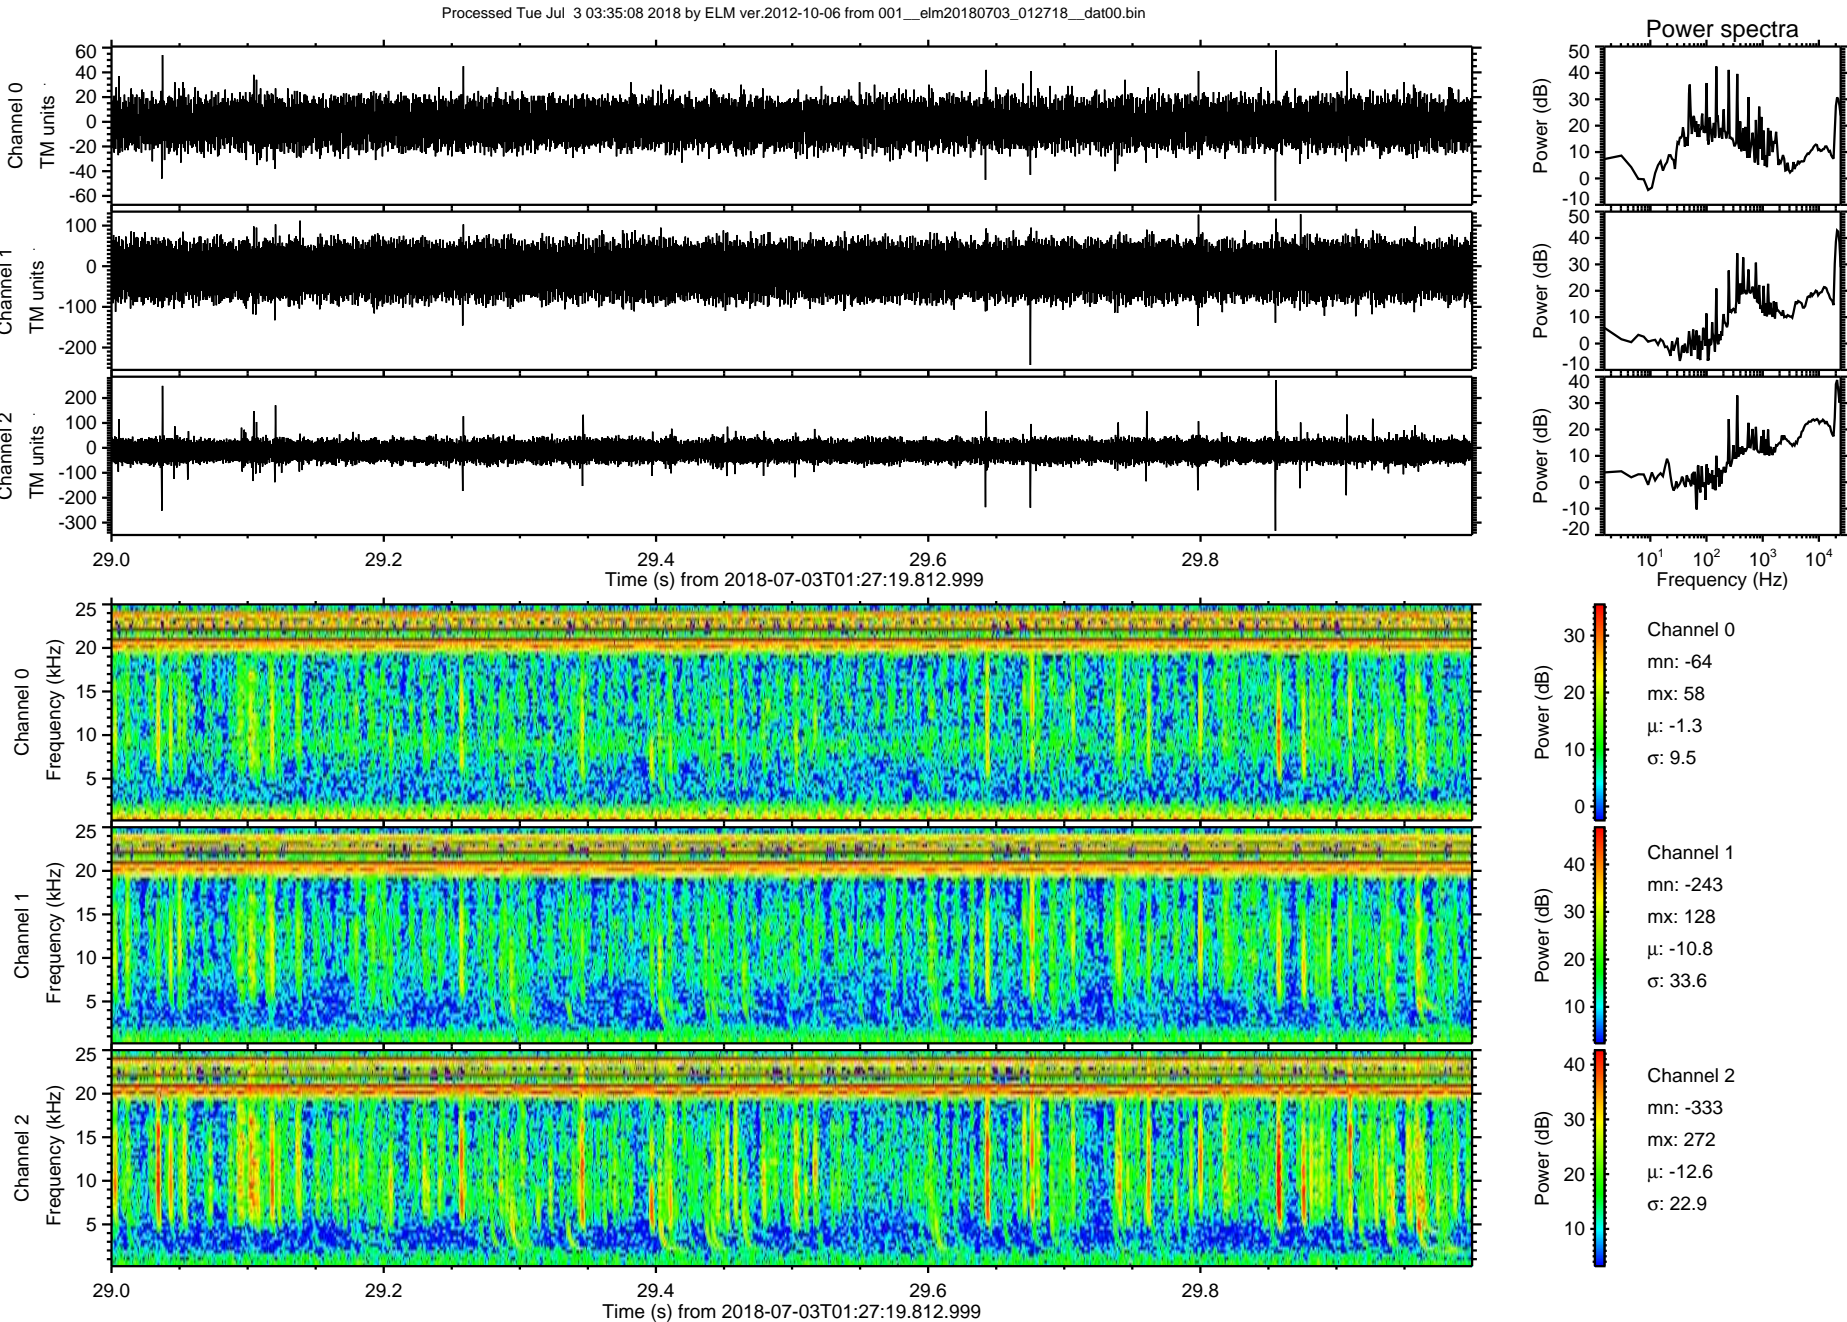 Processed Tue Jul  3 03:35:08 2018 by ELM ver.2012-10-06 from 001__elm20180703_012718__dat00.bin
Power spectra
Channel 0
TM units
60
40
20
0
-20
-40
-60
Power (dB)
50
40
30
20
10
0
-10
Channel 1
TM units
100
0
-100
-200
Power (dB)
50
40
30
20
10
0
-10
Channel 2
TM units
200
100
0
-100
-200
-300
Power (dB)
40
30
20
10
0
-10
-20
29.0 29.2 29.4 29.6 29.8
Time (s) from 2018-07-03T01:27:19.812.999
10^1 10^2 10^3 10^4
Frequency (Hz)
Channel 0
Frequency (kHz)
25
20
15
10
5
Power (dB)
30
20
10
0
Channel 0
mn: -64
mx: 58
μ: -1.3
σ: 9.5
Channel 1
Frequency (kHz)
25
20
15
10
5
Power (dB)
40
30
20
10
Channel 1
mn: -243
mx: 128
μ: -10.8
σ: 33.6
Channel 2
Frequency (kHz)
25
20
15
10
5
Power (dB)
40
30
20
10
Channel 2
mn: -333
mx: 272
μ: -12.6
σ: 22.9
29.0 29.2 29.4 29.6 29.8
Time (s) from 2018-07-03T01:27:19.812.999